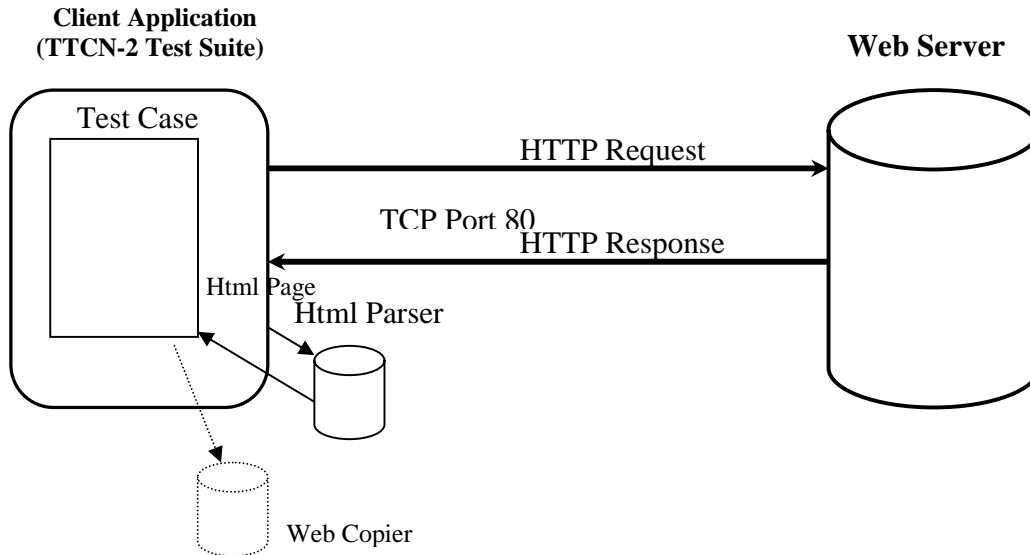 Client Application
(TTCN-2 Test Suite)
Web Server
Test Case
HTTP Request
TCP Port 80
HTTP Response
Html Page
Html Parser
Web Copier